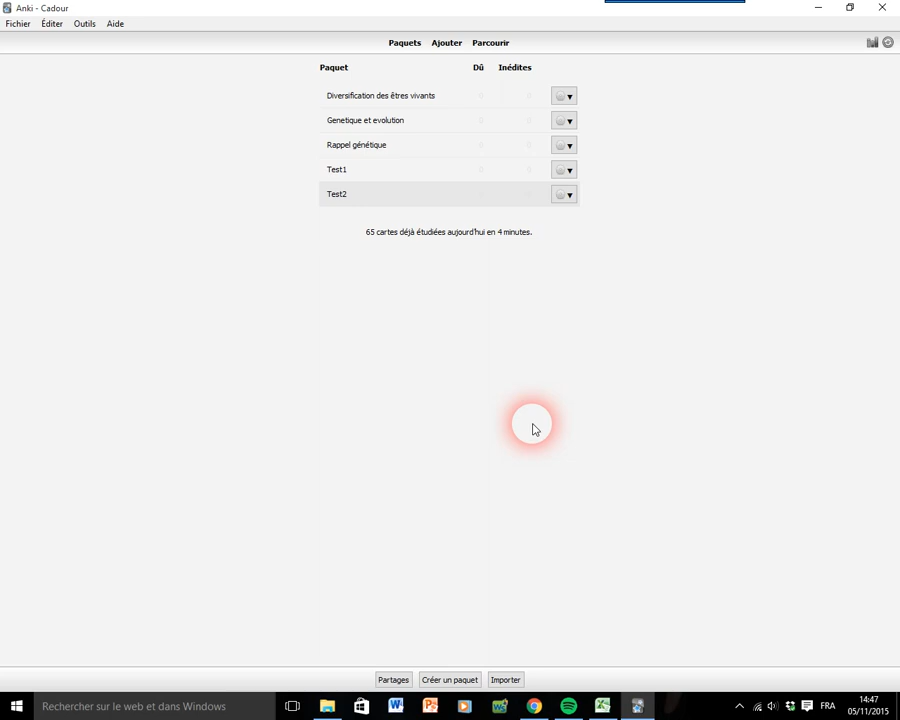 Anki - Cadour
Fichier Éditer Outils Aide
Paquets Ajouter Parcourir
Paquet Dû Inédites
Diversification des êtres vivants
Genetique et evolution
Rappel génétique
Test1
Test2
65 cartes déjà étudiées aujourd'hui en 4 minutes.
Partages Créer un paquet Importer
Rechercher sur le web et dans Windows
FRA
14:47
05/11/2015